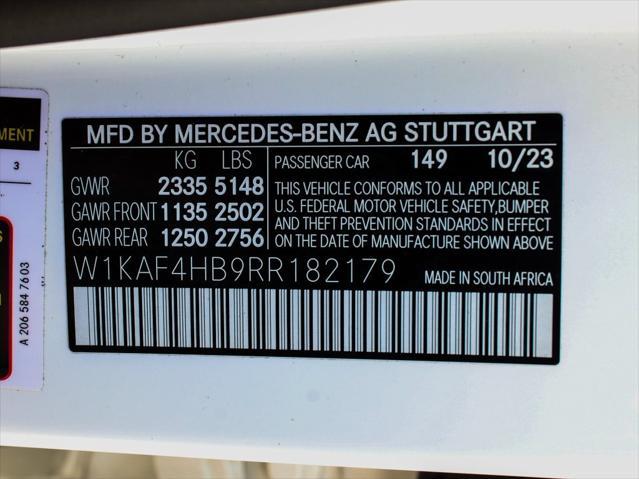 MENT
3
A 206 584 76 03
MFD BY MERCEDES-BENZ AG STUTTGART
KG LBS PASSENGER CAR 149 10/23
GVWR 2335 5148
GAWR FRONT 1135 2502
GAWR REAR 1250 2756
THIS VEHICLE CONFORMS TO ALL APPLICABLE
U.S. FEDERAL MOTOR VEHICLE SAFETY,BUMPER
AND THEFT PREVENTION STANDARDS IN EFFECT
ON THE DATE OF MANUFACTURE SHOWN ABOVE
W1KAF4HB9RR182179 MADE IN SOUTH AFRICA